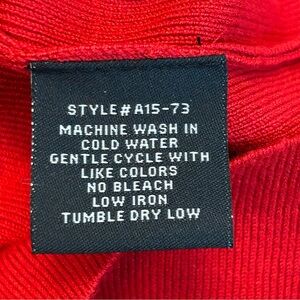 STYLE#A15-73
MACHINE WASH IN
COLD WATER
GENTLE CYCLE WITH
LIKE COLORS
NO BLEACH
LOW IRON
TUMBLE DRY LOW